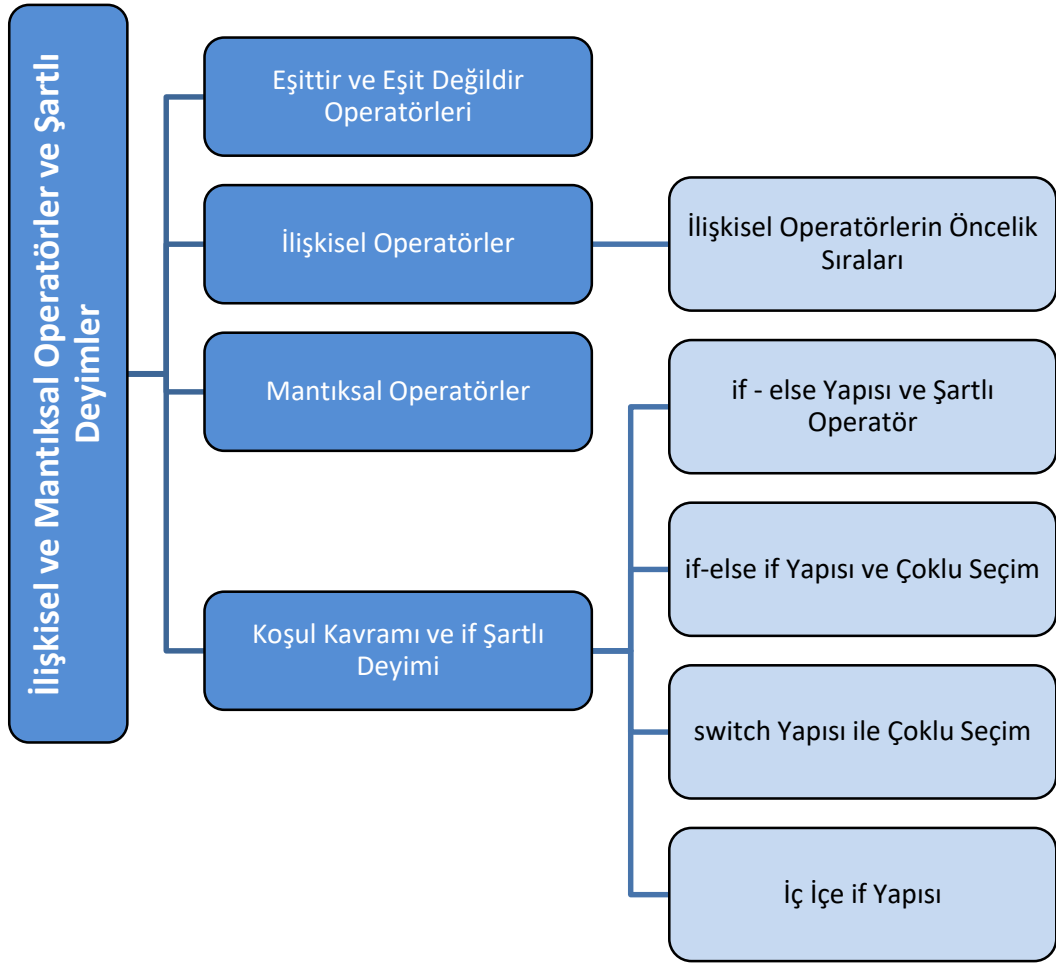 İlişkisel ve Mantıksal Operatörler ve Şartlı
Deyimler
Eşittir ve Eşit Değildir
Operatörleri
İlişkisel Operatörler
İlişkisel Operatörlerin Öncelik
Sıraları
Mantıksal Operatörler
Koşul Kavramı ve if Şartlı
Deyimi
if - else Yapısı ve Şartlı
Operatör
if-else if Yapısı ve Çoklu Seçim
switch Yapısı ile Çoklu Seçim
İç İçe if Yapısı